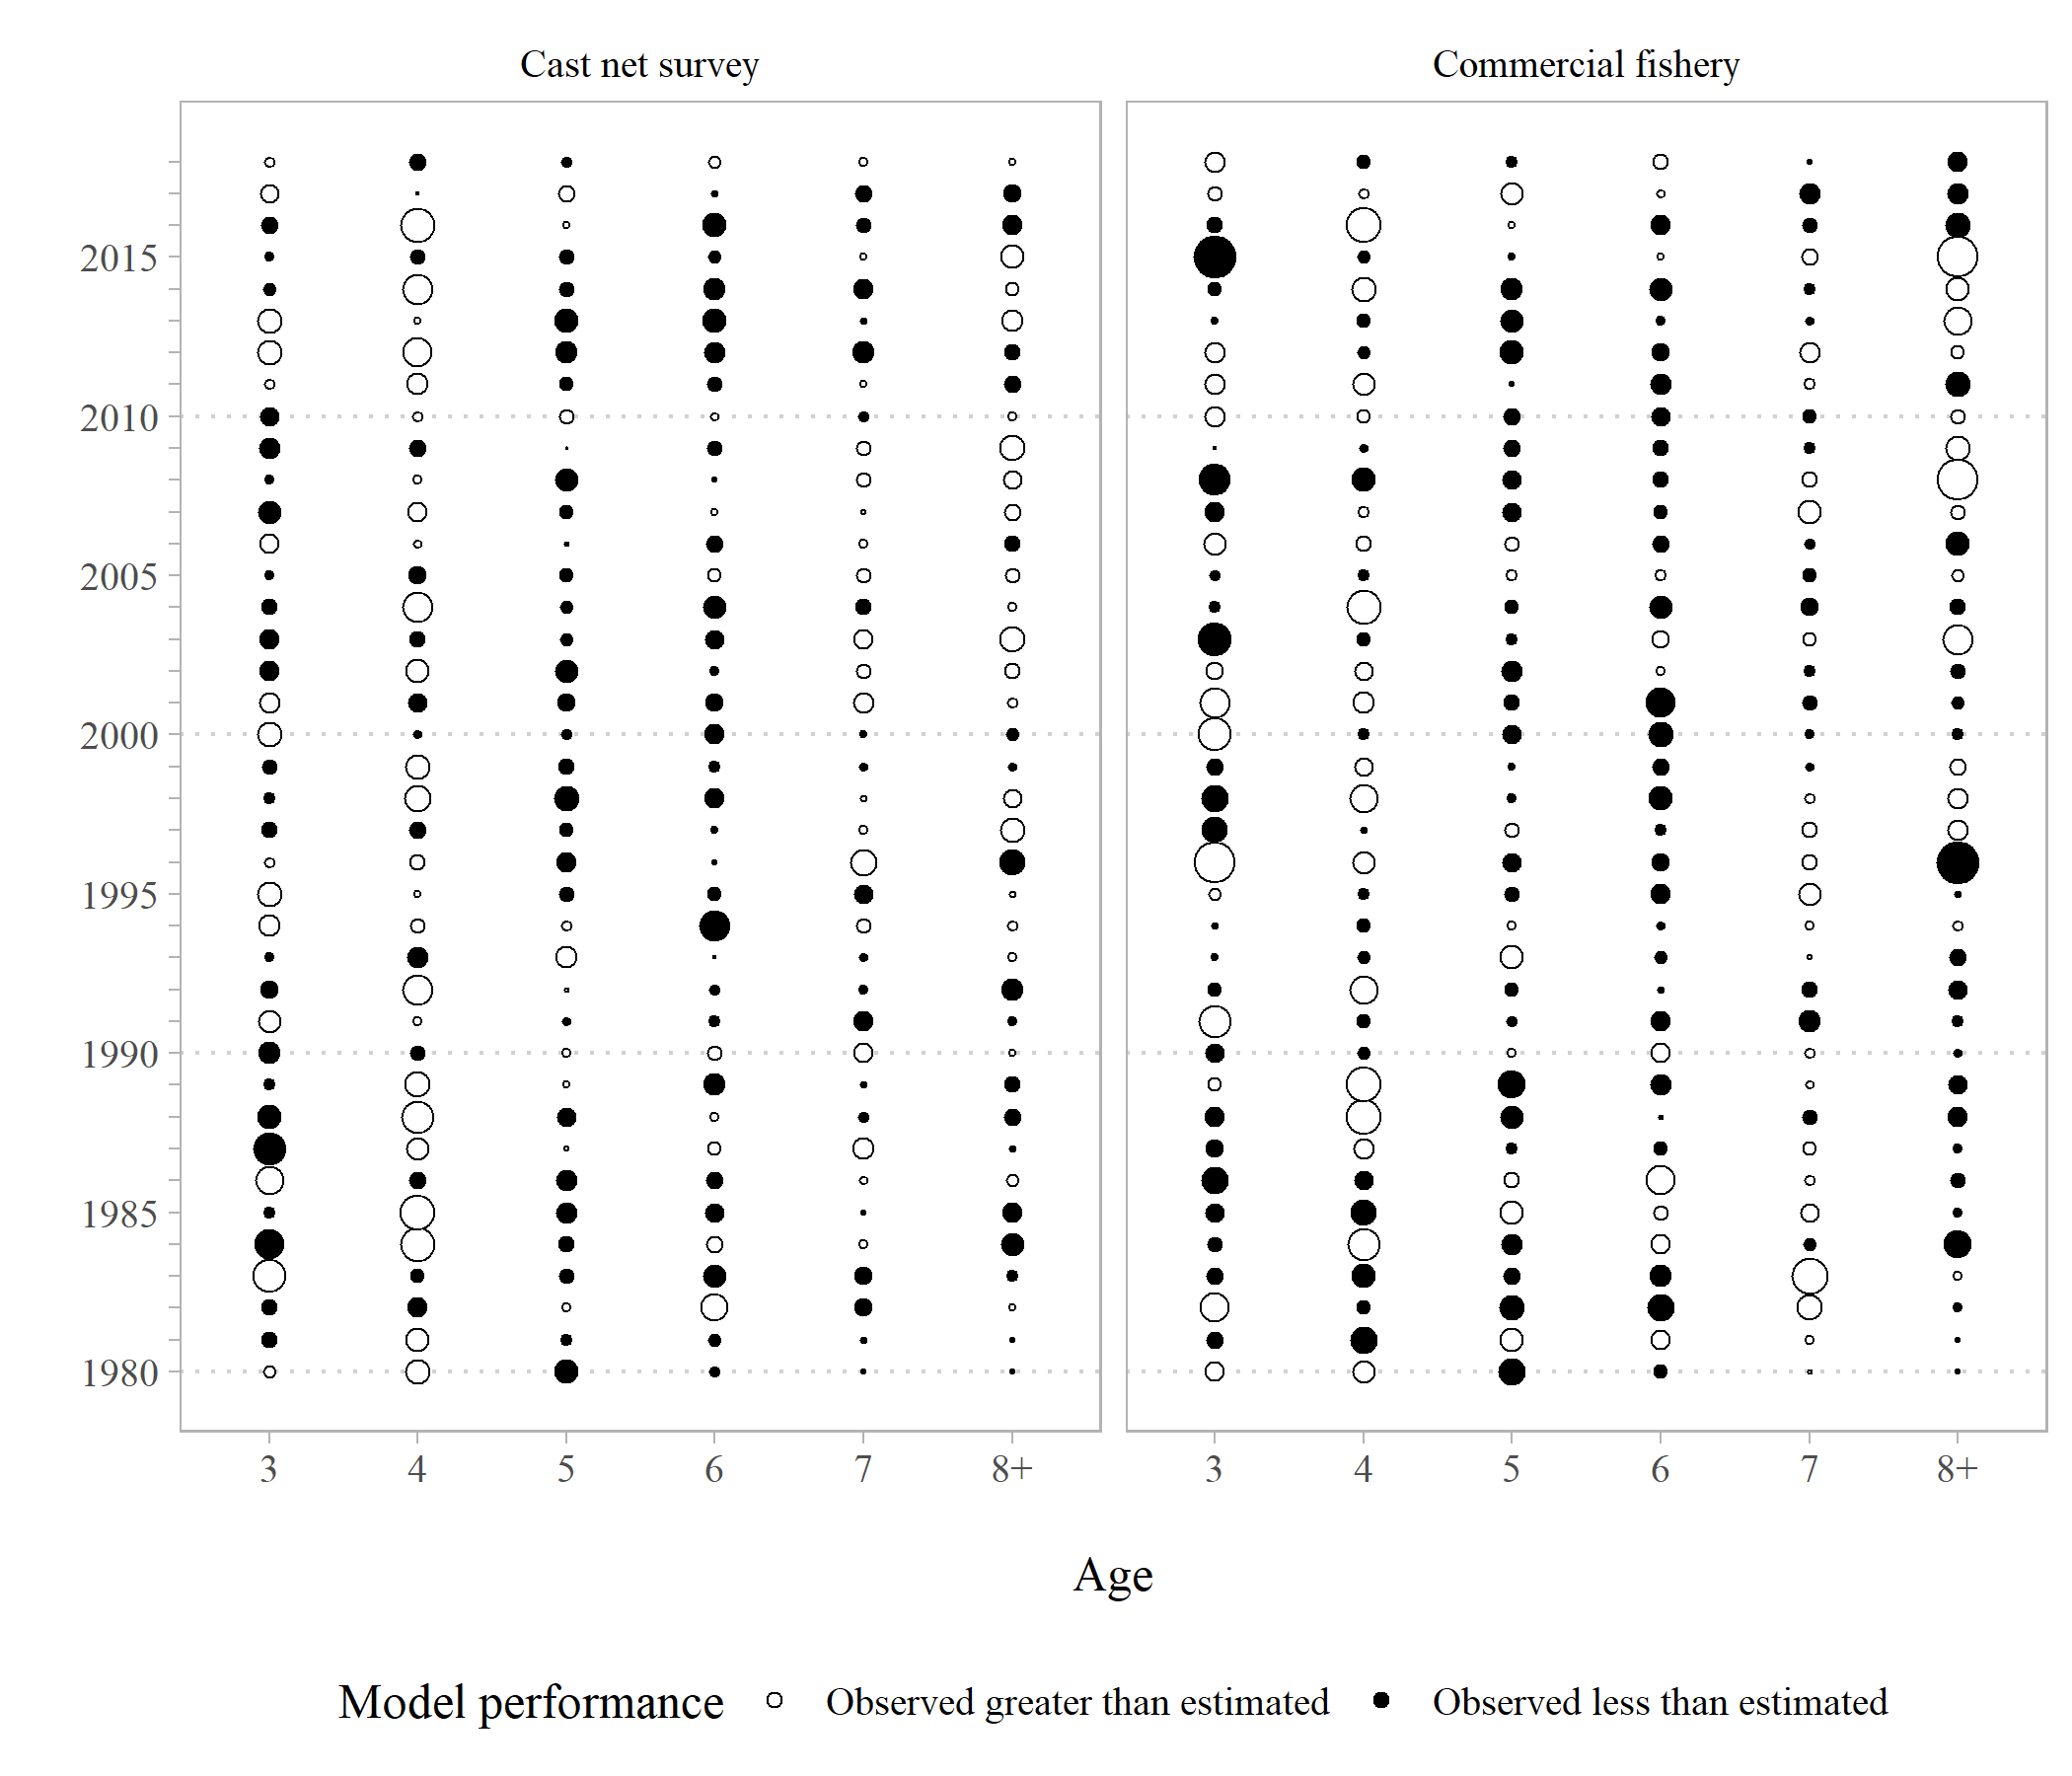 Cast net survey Commercial fishery
2015
2010
2005
2000
1995
1990
1985
1980
3 4 5 6 7 8+ 3 4 5 6 7 8+
Age
Model performance Observed greater than estimated Observed less than estimated